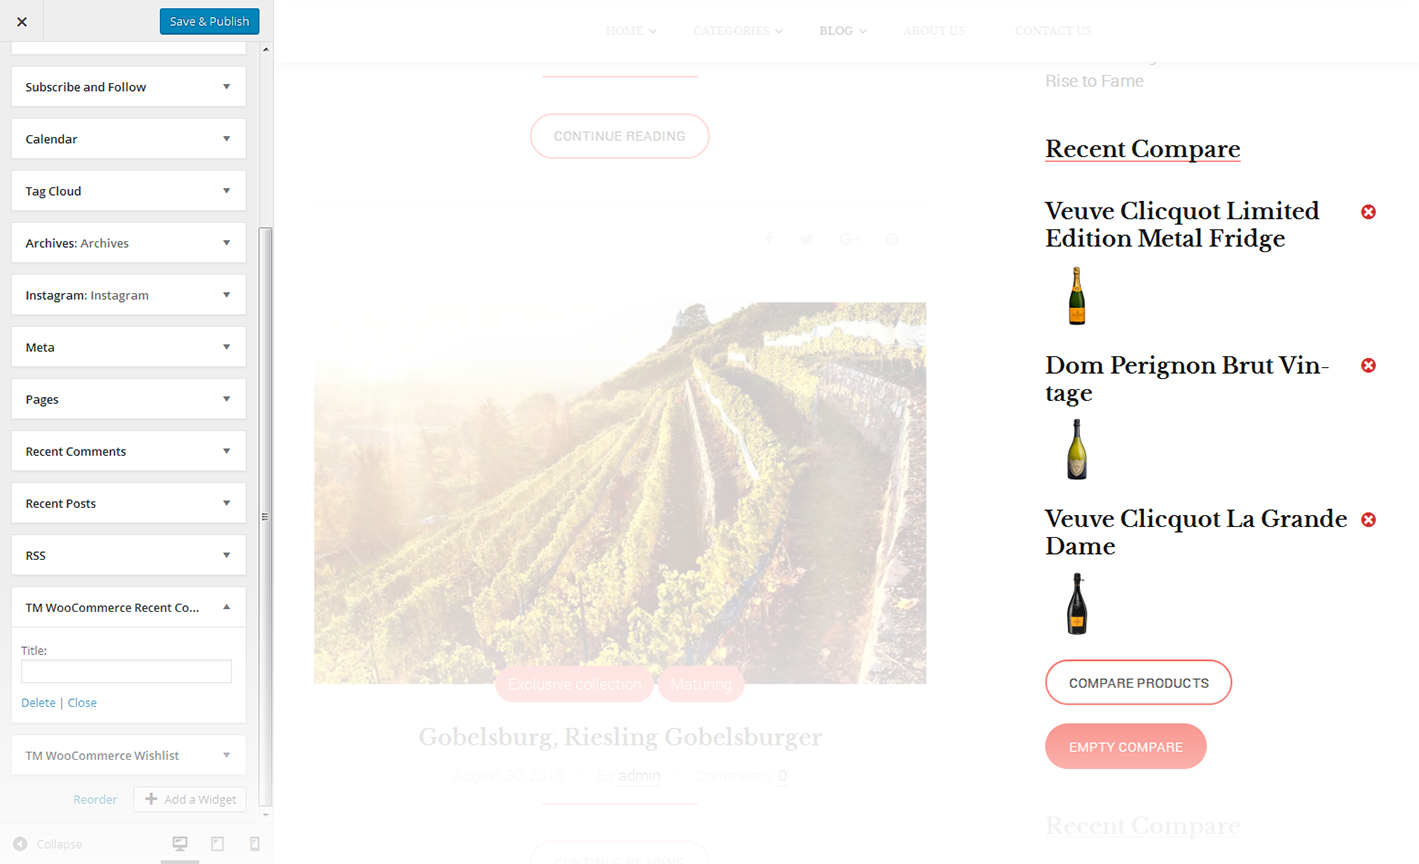 Save & Publish
Subscribe and Follow
Calendar
Tag Cloud
Archives: Archives
Instagram: Instagram
Meta
Pages
Recent Comments
Recent Posts
RSS
TM WooCommerce Recent Co...
Title:
Delete | Close
TM WooCommerce Wishlist
Reorder
Add a Widget
Collapse
HOME
CATEGORIES
BLOG
ABOUT US
CONTACT US
CONTINUE READING
Exclusive collection
Maturing
Gobelsburg, Riesling Gobelsburger
August 30, 2016 By admin Comments 0
CONTINUE READING
Rise to Fame
Recent Compare
Veuve Clicquot Limited
Edition Metal Fridge
Dom Perignon Brut Vin-
tage
Veuve Clicquot La Grande
Dame
COMPARE PRODUCTS
EMPTY COMPARE
Recent Compare